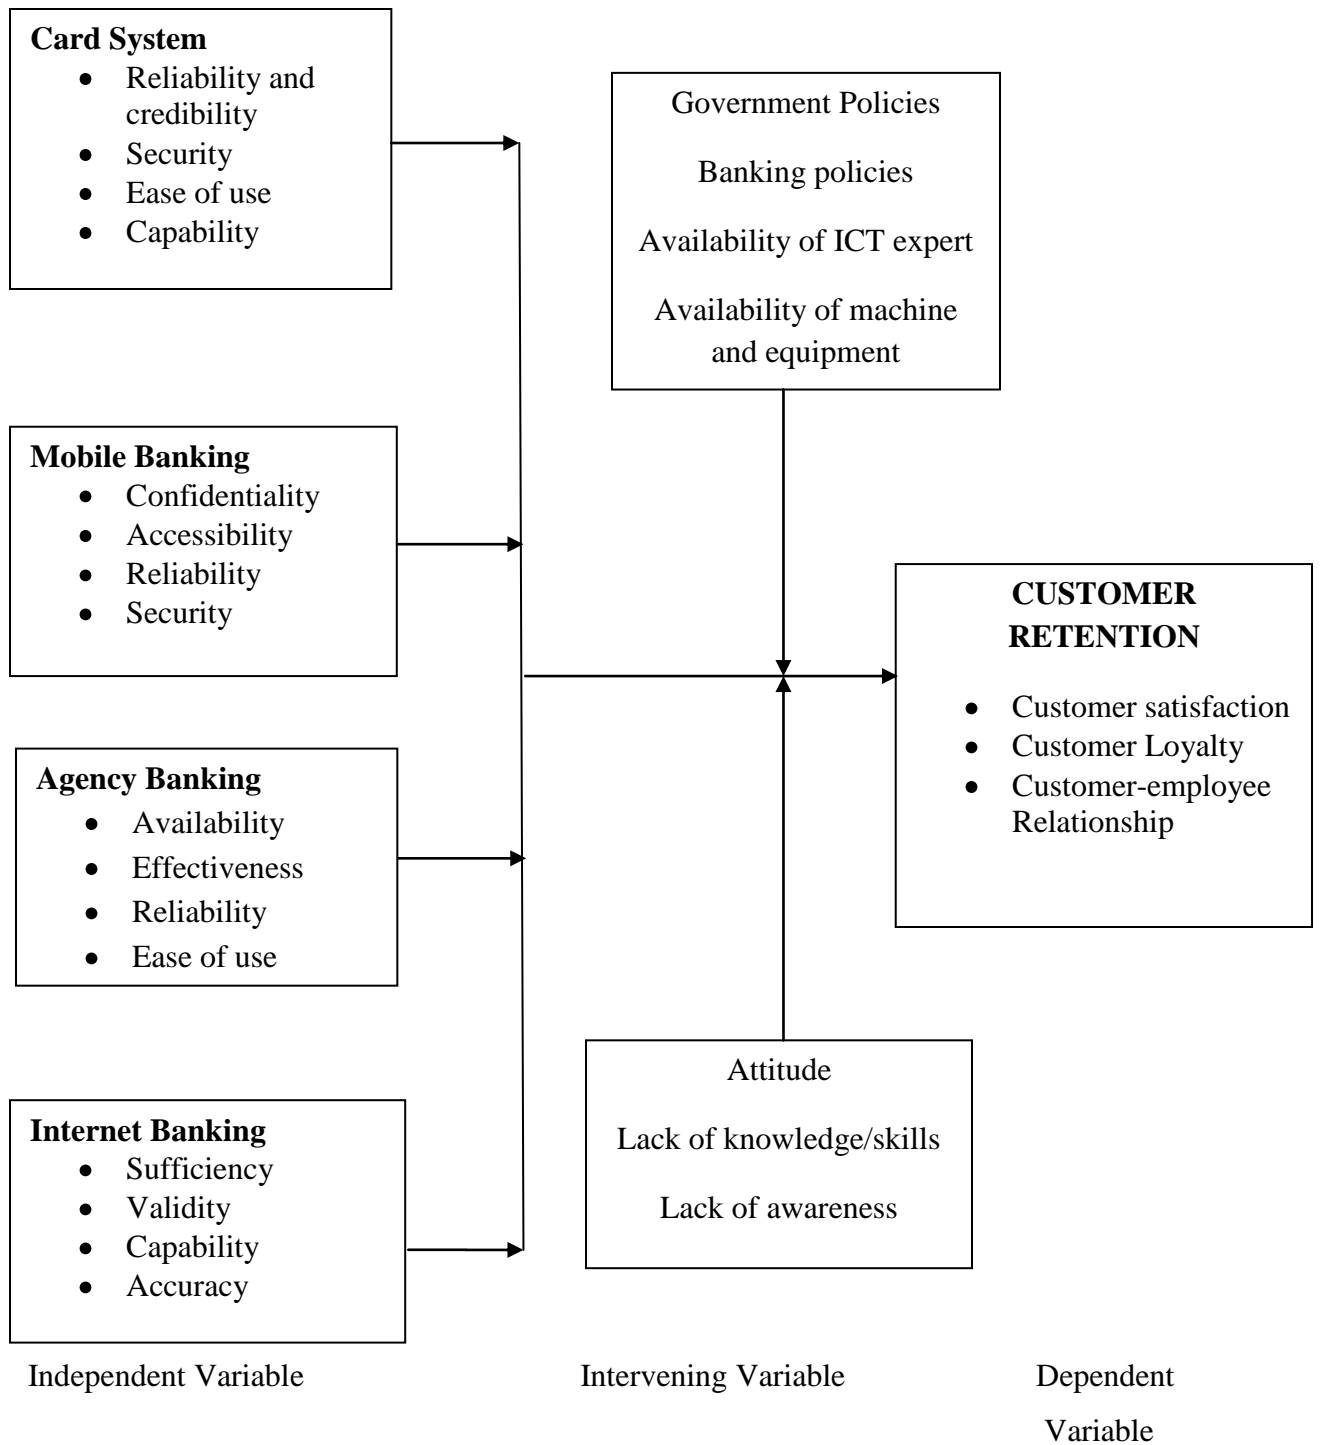 Card System
Reliability and
credibility
Security
Ease of use
Capability
Government Policies
Banking policies
Availability of ICT expert
Availability of machine
and equipment
Mobile Banking
Confidentiality
Accessibility
Reliability
Security
CUSTOMER
RETENTION
Customer satisfaction
Customer Loyalty
Customer-employee
Relationship
Agency Banking
Availability
Effectiveness
Reliability
Ease of use
Attitude
Lack of knowledge/skills
Lack of awareness
Internet Banking
Sufficiency
Validity
Capability
Accuracy
Independent Variable
Intervening Variable
Dependent
Variable